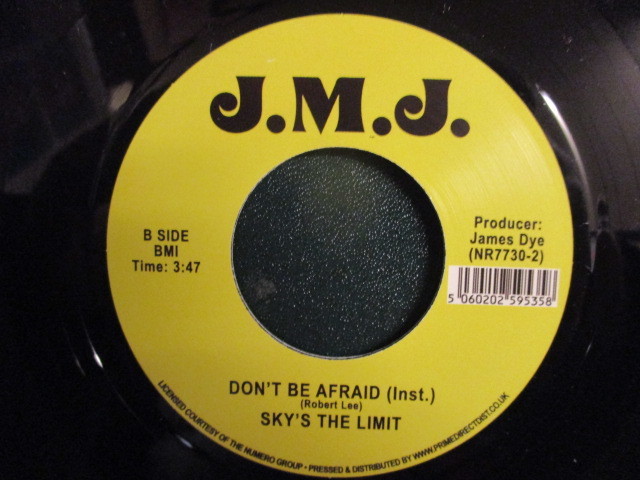 J.M.J.
B SIDE
BMI
Time: 3:47
Producer:
James Dye
(NR7730-2)
5 060202 595358
DON'T BE AFRAID (Inst.)
(Robert Lee)
SKY'S THE LIMIT
LICENSED COURTESY OF THE NUMERO GROUP - PRESSED & DISTRIBUTED BY WWW.PRIMEDIRECTDIST.CO.UK